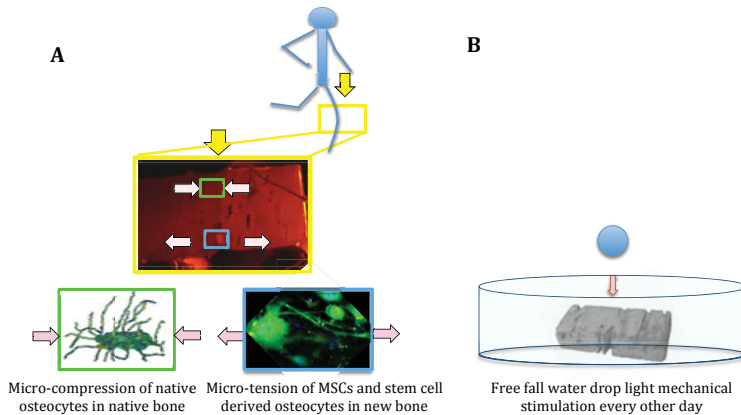 A
B
Micro-compression of native
osteocytes in native bone
Micro-tension of MSCs and stem cell
derived osteocytes in new bone
Free fall water drop light mechanical
stimulation every other day